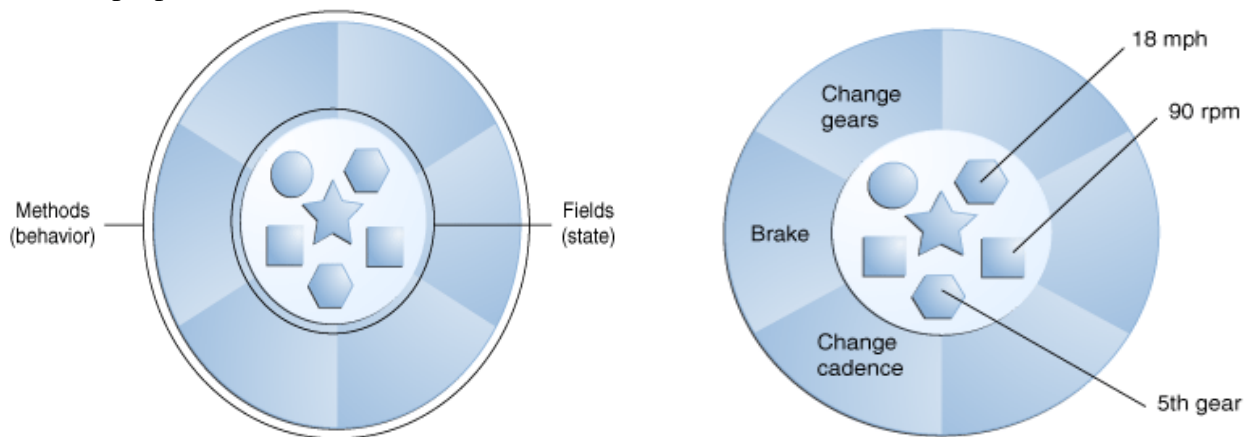 Methods
(behavior)
Fields
(state)
Change
gears
Brake
Change
cadence
18 mph
90 rpm
5th gear